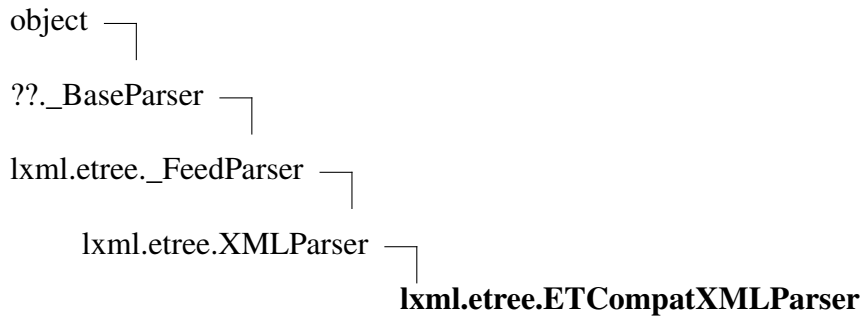 object
??._BaseParser
lxml.etree._FeedParser
lxml.etree.XMLParser
lxml.etree.ETCompatXMLParser